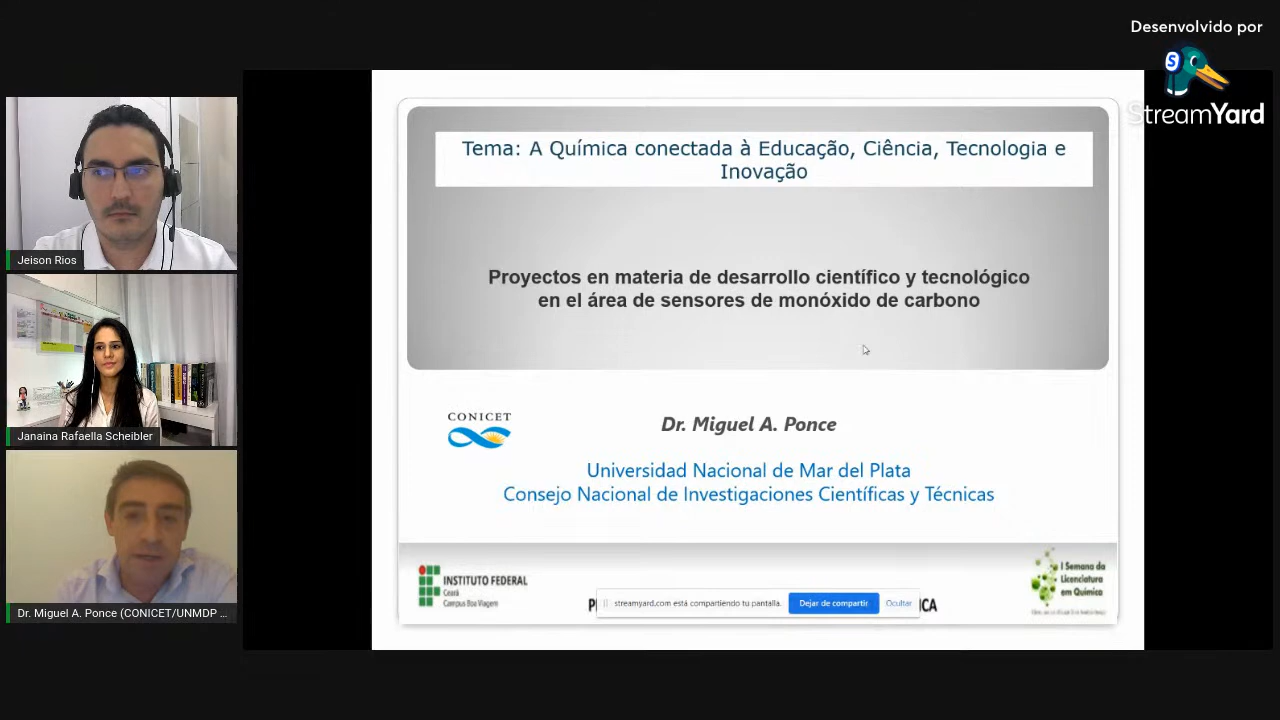 Desenvolvido por
StreamYard
Jeison Rios
Janaina Rafaella Scheibler
Dr. Miguel A. Ponce (CONICET/UNMDP ...
Tema: A Química conectada à Educação, Ciência, Tecnologia e
Inovação
Proyectos en materia de desarrollo científico y tecnológico
en el área de sensores de monóxido de carbono
CONICET
Dr. Miguel A. Ponce
Universidad Nacional de Mar del Plata
Consejo Nacional de Investigaciones Científicas y Técnicas
INSTITUTO FEDERAL
Ceará
Campus Boa Viagem
streamyard.com está compartiendo tu pantalla.
Dejar de compartir
Ocultar
I Semana da
Licenciatura
em Química